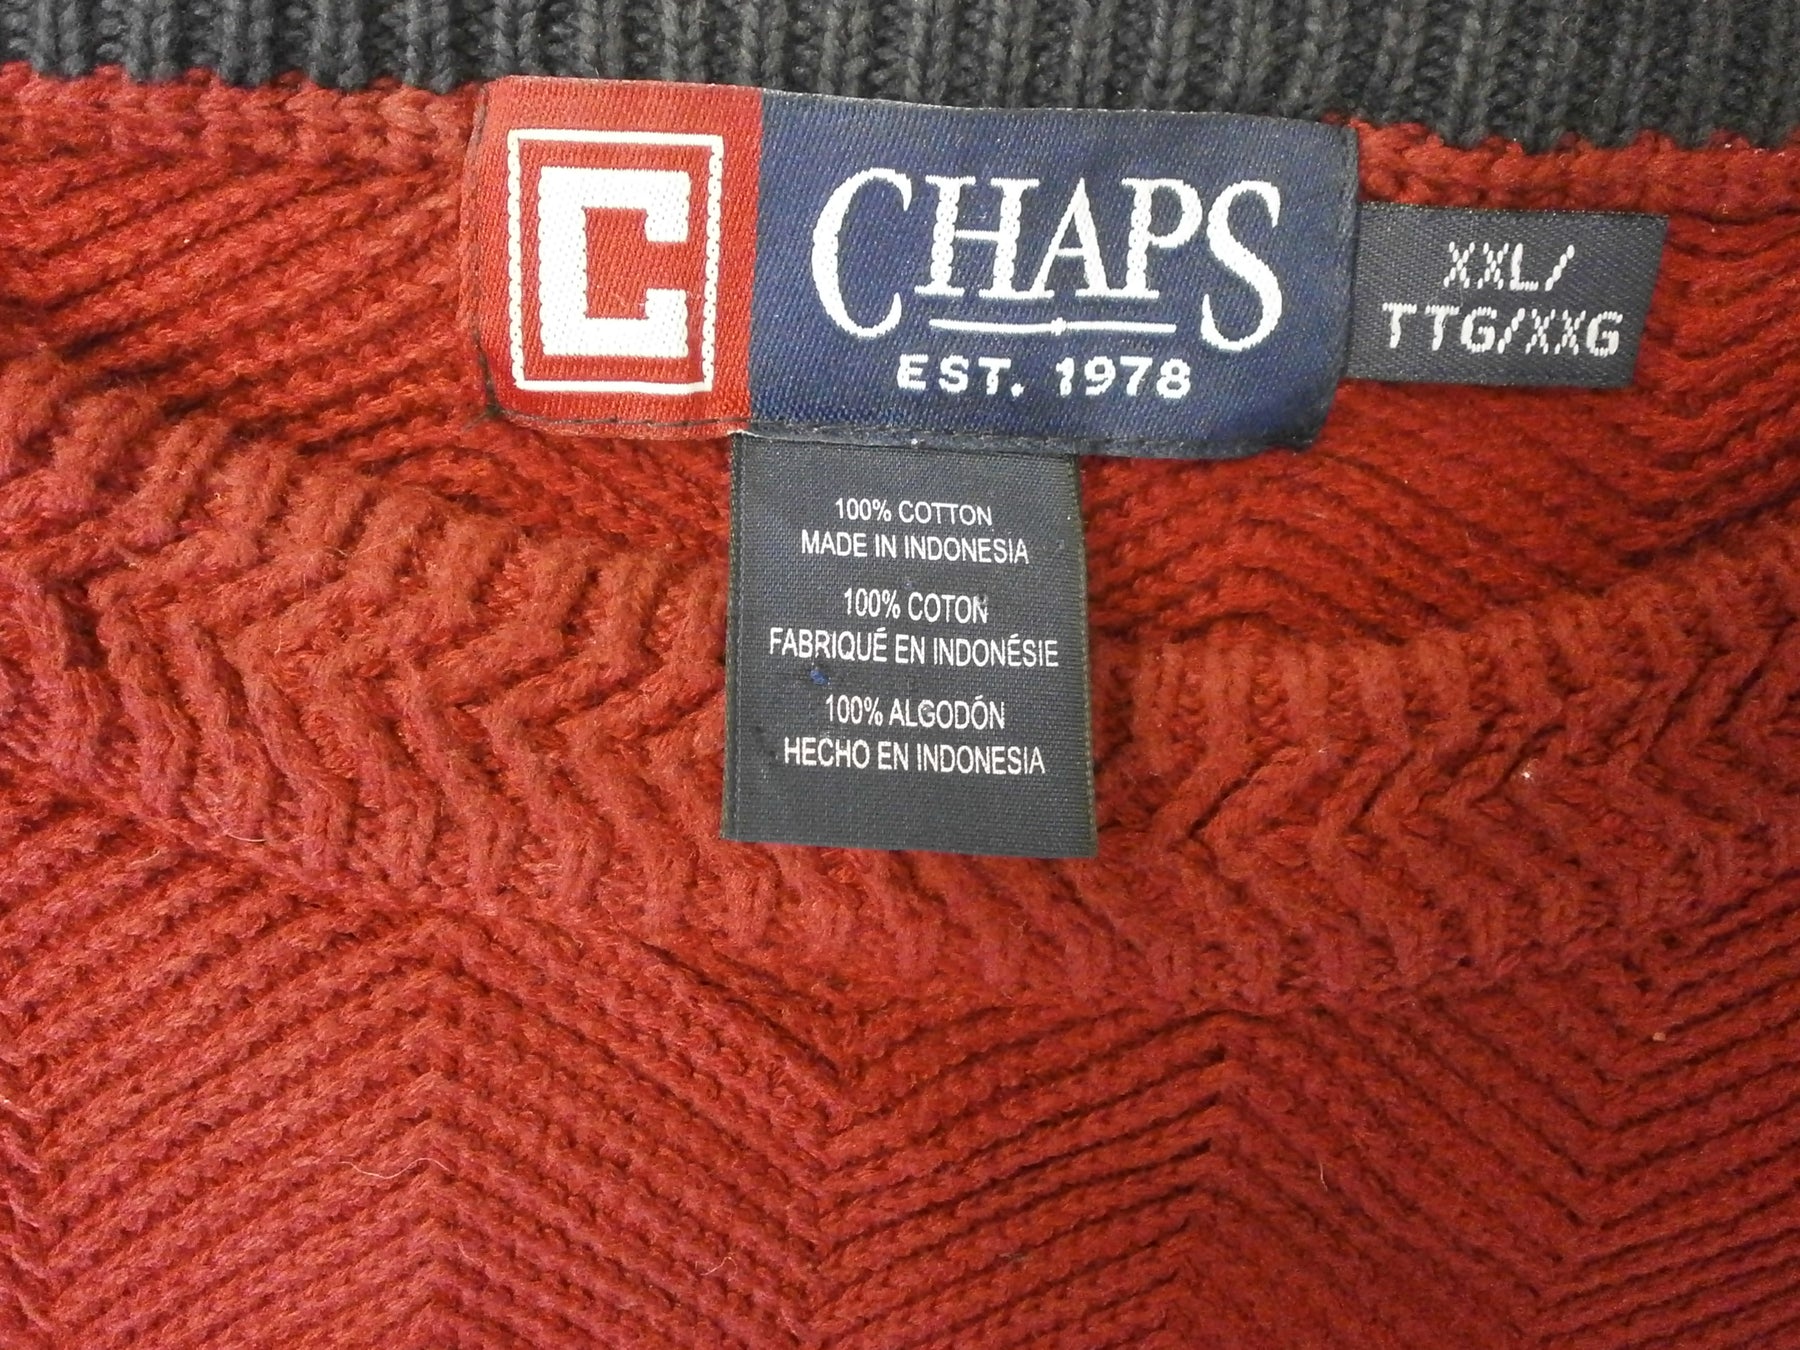 C
CHAPS
EST. 1978
XXL/
TTG/XXG
100% COTTON
MADE IN INDONESIA
100% COTON
FABRIQUÉ EN INDONÉSIE
100% ALGODÓN
HECHO EN INDONESIA